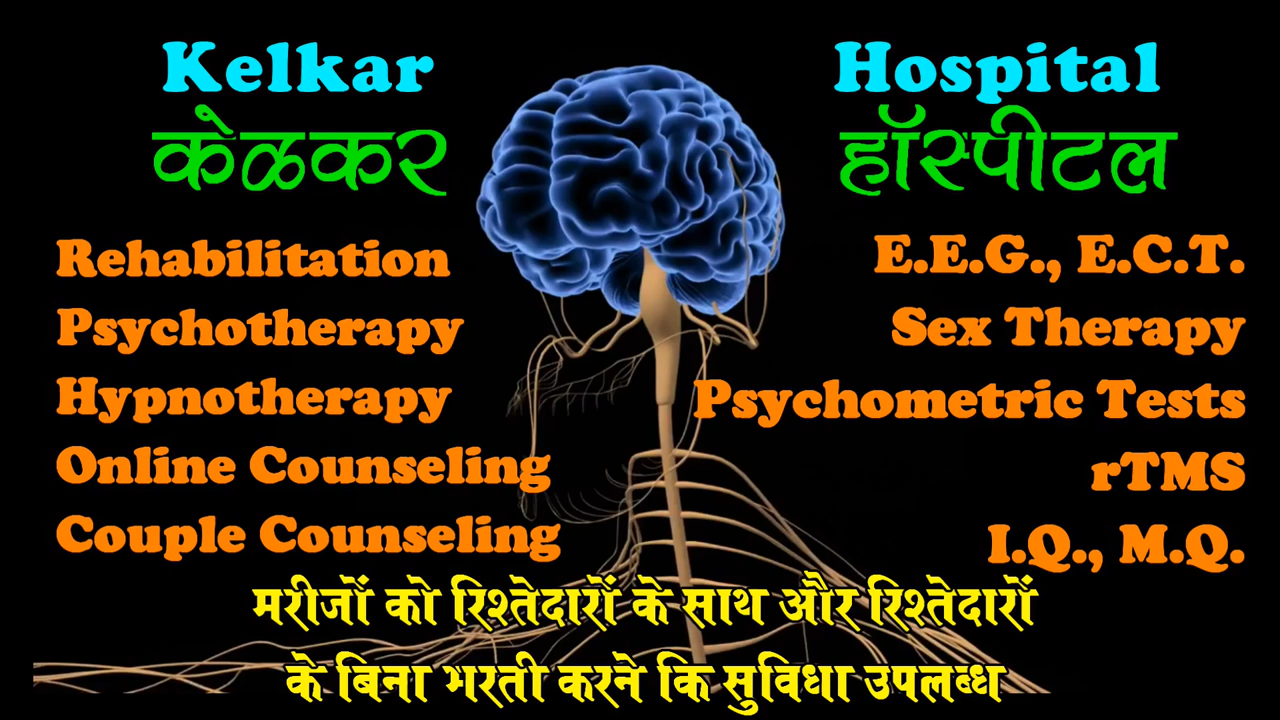 Kelkar Hospital
केळकर हॉस्पीटल
Rehabilitation
Psychotherapy
Hypnotherapy
Online Counseling
Couple Counseling
E.E.G., E.C.T.
Sex Therapy
Psychometric Tests
rTMS
I.Q., M.Q.
मरीजों को रिश्तेदारों के साथ और रिश्तेदारों
के बिना भरती करने कि सुविधा उपलब्ध